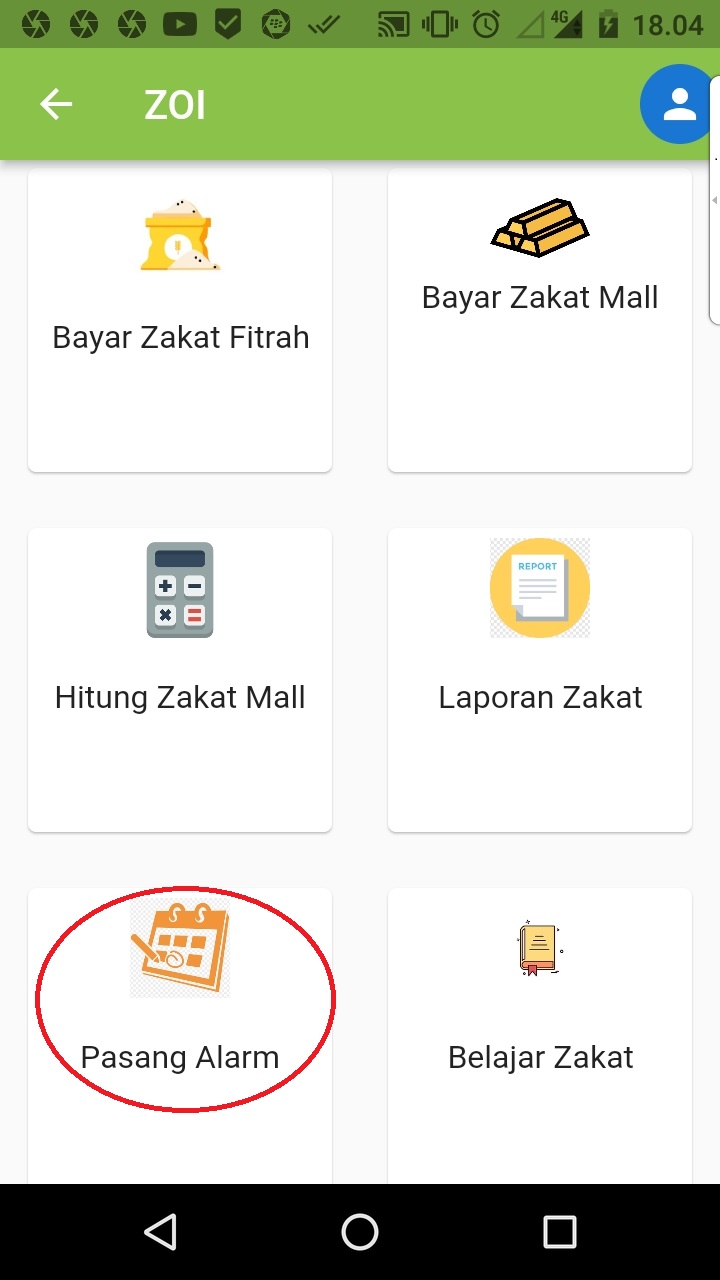 4G 18.04
ZOI
Bayar Zakat Fitrah
Bayar Zakat Mall
Hitung Zakat Mall
REPORT
Laporan Zakat
Pasang Alarm
Belajar Zakat